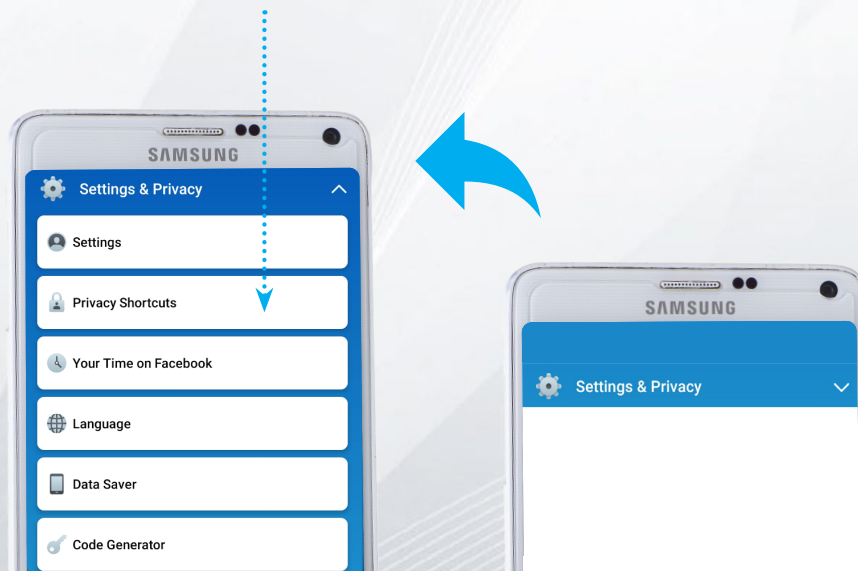 SAMSUNG
Settings & Privacy
Settings
Privacy Shortcuts
Your Time on Facebook
Language
Data Saver
Code Generator
SAMSUNG
Settings & Privacy